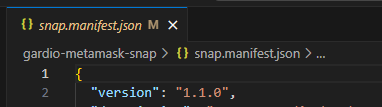 {} snap.manifest.json M ×
gardio-metamask-snap > {} snap.manifest.json > ...
1 {
2 "version": "1.1.0",